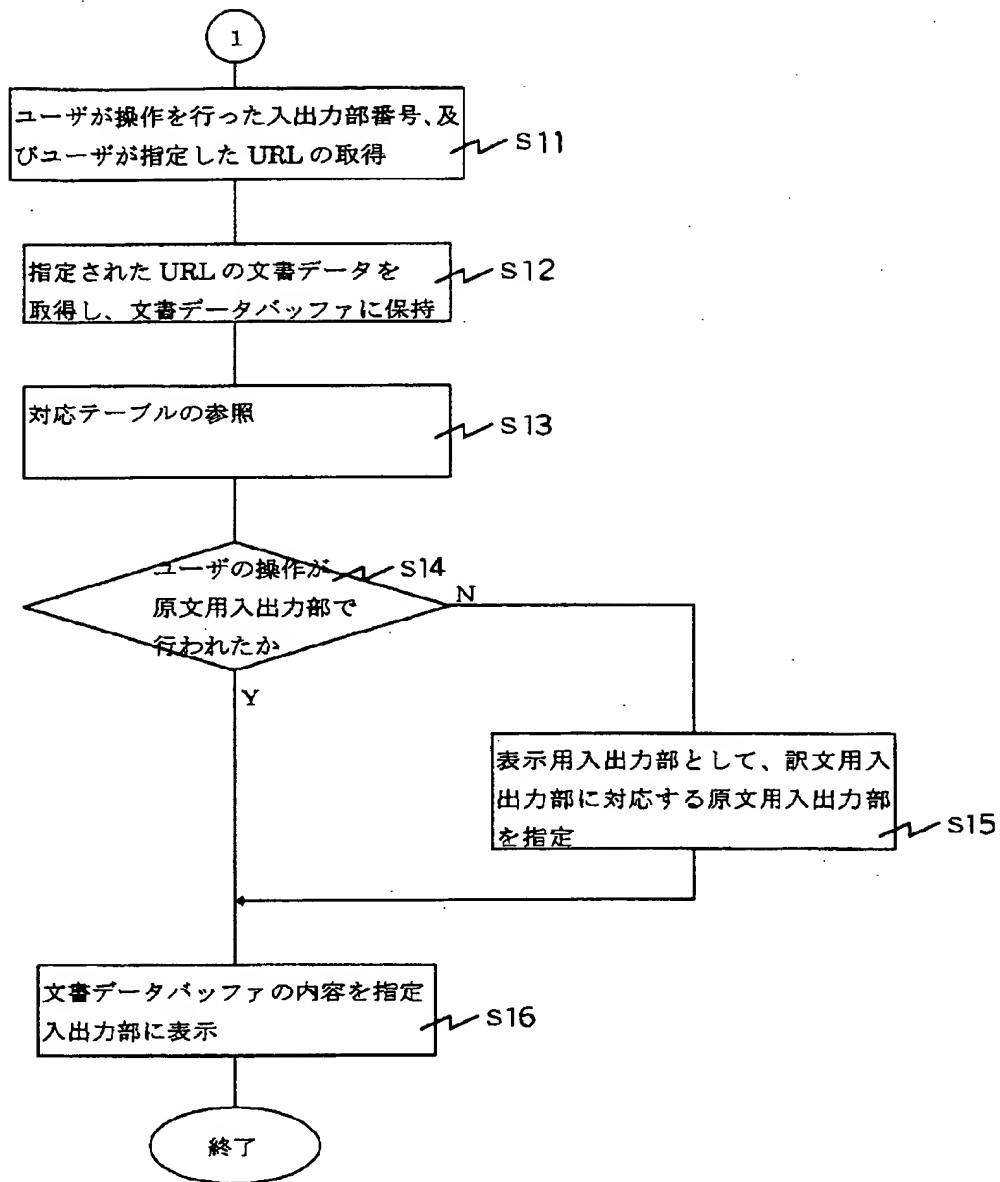 1
ユーザが操作を行った入出力部番号、及
びユーザが指定した URL の取得
S11
指定された URL の文書データを
取得し、文書データバッファに保持
S12
対応テーブルの参照
S13
ユーザの操作が
原文用入出力部で
行われたか
S14
N
Y
表示用入出力部として、訳文用入
出力部に対応する原文用入出力部
を指定
S15
文書データバッファの内容を指定
入出力部に表示
S16
終了